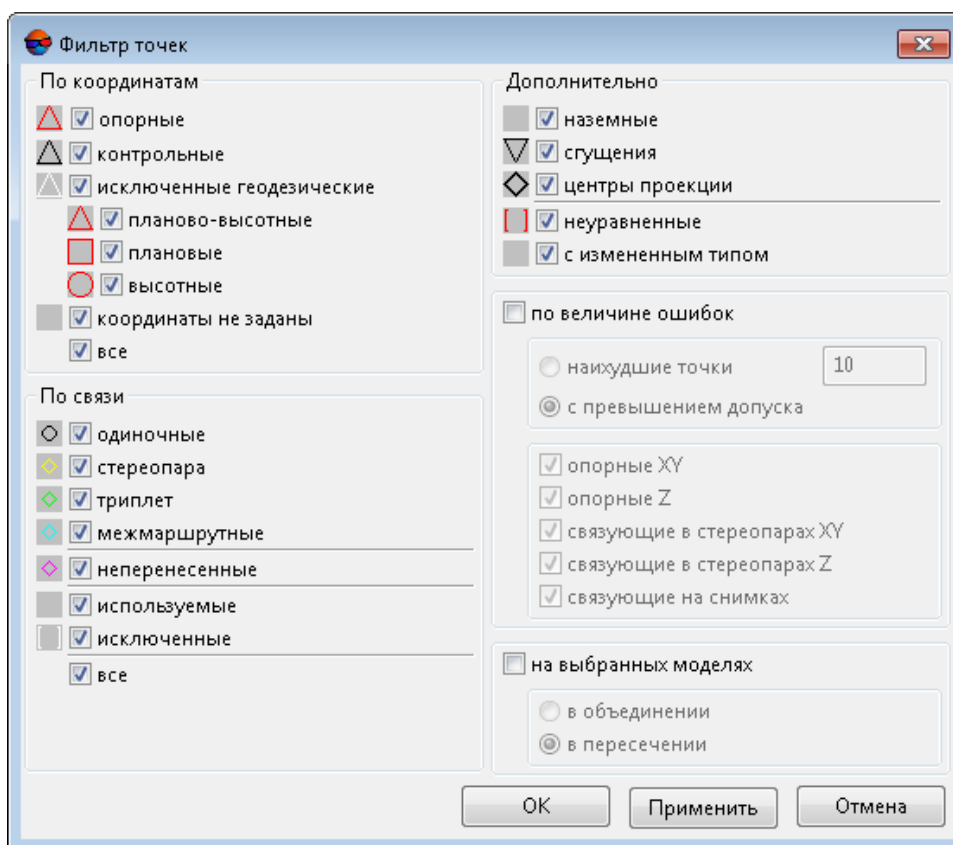 Фильтр точек
По координатам
опорные
контрольные
исключенные геодезические
планово-высотные
плановые
высотные
координаты не заданы
все
По связи
одиночные
стереопара
триплет
межмаршрутные
неперенесенные
используемые
исключенные
все
Дополнительно
наземные
сгущения
центры проекции
неуравненные
с измененным типом
по величине ошибок
наихудшие точки 10
с превышением допуска
опорные XY
опорные Z
связующие в стереопарах XY
связующие в стереопарах Z
связующие на снимках
на выбранных моделях
в объединении
в пересечении
OK Применить Отмена